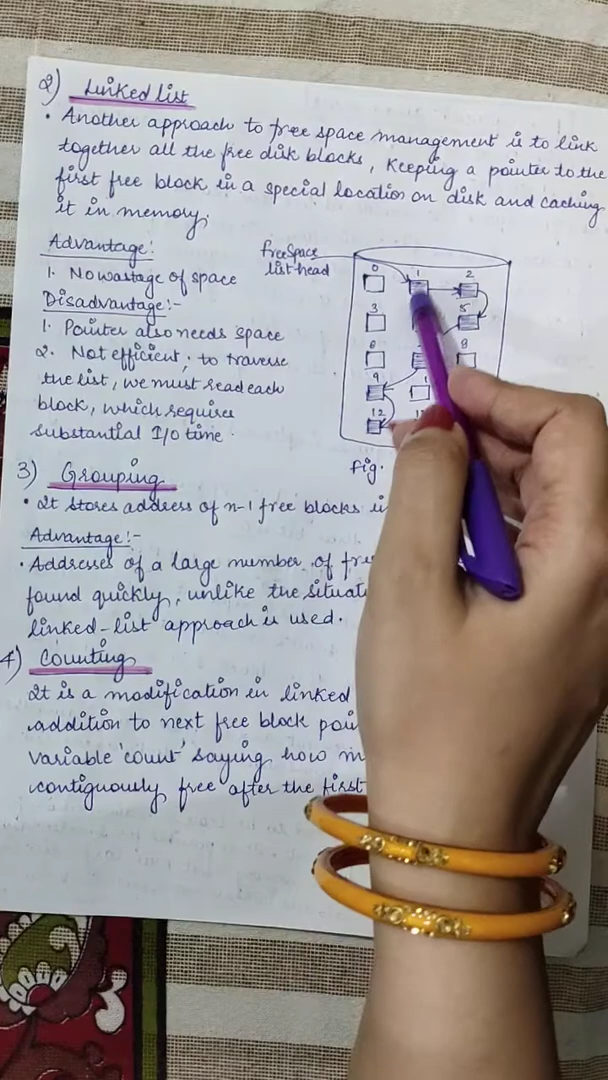 2) Linked list
• Another approach to free space management is to link
together all the free disk blocks, Keeping a pointer to the
first free block in a special location on disk and caching
it in memory.
Advantage:
1. No wastage of space
Disadvantage:-
1. Pointer also needs space
2. Not efficient; to traverse
the list, we must read each
block, which requires
substantial I/O time.
freespace
list head
0 1 2
3 5
6 8
9
12
fig.
3) Grouping
• It stores address of n-1 free blocks
Advantage:-
• Addresses of a large number of
found quickly, unlike the
linked-list approach is used.
4) Counting
It is a modification in linked
addition to next free block
variable 'count' saying how
contiguously free after the first